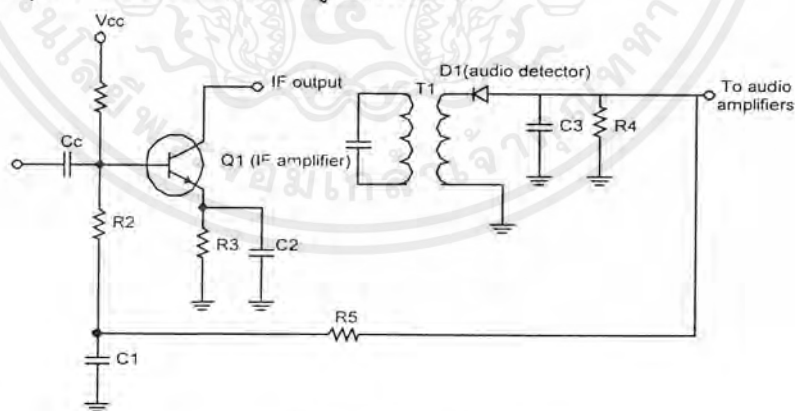 Vcc
D1(audio detector)
IF output
T1
To audio
amplifiers
Cc
C3
R4
Q1 (IF amplifier)
R2
R3
C2
R5
C1